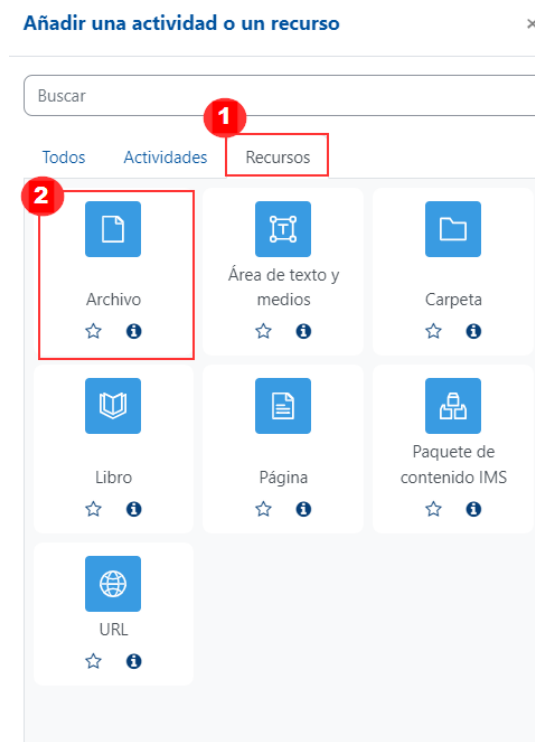 Añadir una actividad o un recurso ×
Buscar
1
Todos Actividades Recursos
2
Archivo
Área de texto y
medios
Carpeta
Libro
Página
Paquete de
contenido IMS
URL